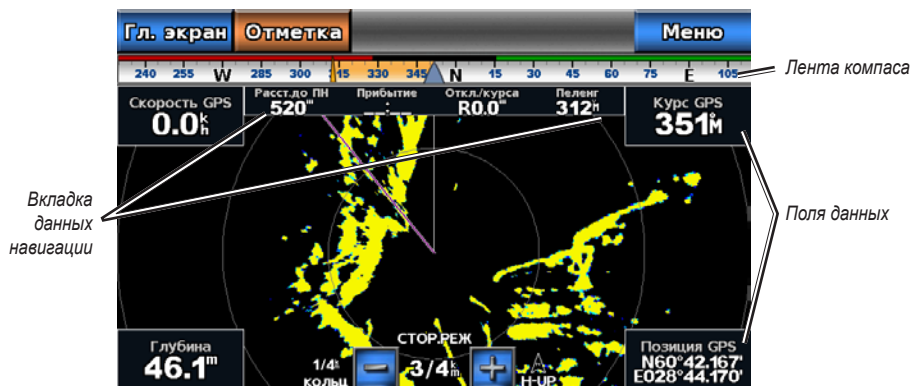 Гл. экран Отметка Меню
240 255 W 285 300 315 330 345 N 15 30 45 60 75 E 105
Лента компаса
Скорость GPS
0.0 k h
Расст.до ПН Прибытие Откл./курса Пеленг
520 m __:__ R0.0 m 312 °M
Курс GPS
351 °M
Вкладка
данных
навигации
Поля данных
Глубина
46.1 m
СТОР.РЕЖ
1/4 k m
кольц
− 3/4 k m +
H-UP
Позиция GPS
N60°42.167'
E028°44.170'